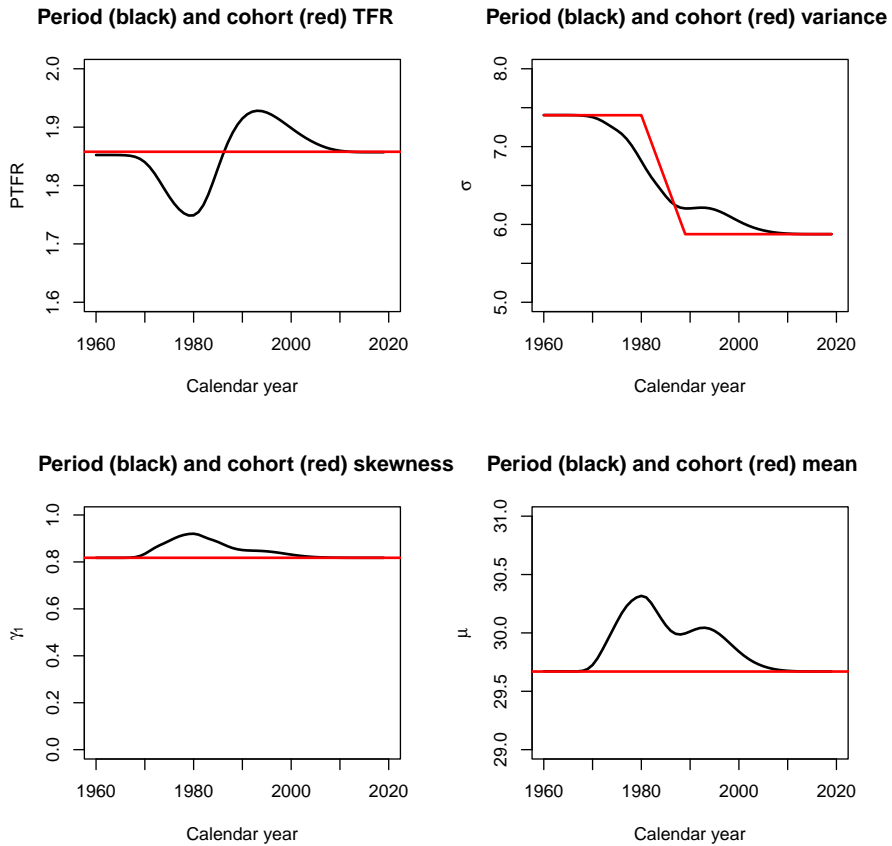 Period (black) and cohort (red) TFR
2.0
1.9
1.8
1.7
1.6
PTFR
1960 1980 2000 2020
Calendar year
Period (black) and cohort (red) variance
8.0
7.0
6.0
5.0
σ
1960 1980 2000 2020
Calendar year
Period (black) and cohort (red) skewness
1.0
0.8
0.6
0.4
0.2
0.0
γ1
1960 1980 2000 2020
Calendar year
Period (black) and cohort (red) mean
31.0
30.5
30.0
29.5
29.0
μ
1960 1980 2000 2020
Calendar year